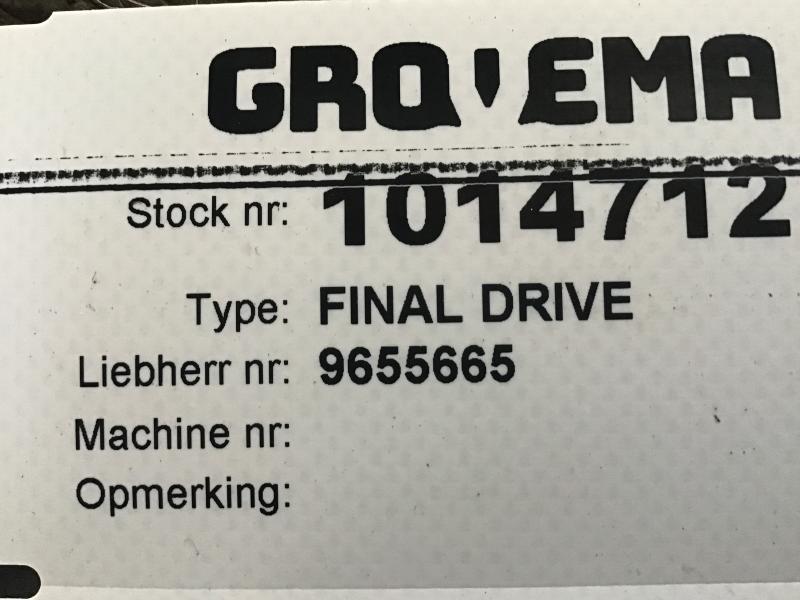 GRO'EMA
Stock nr: 1014712
Type: FINAL DRIVE
Liebherr nr: 9655665
Machine nr:
Opmerking: